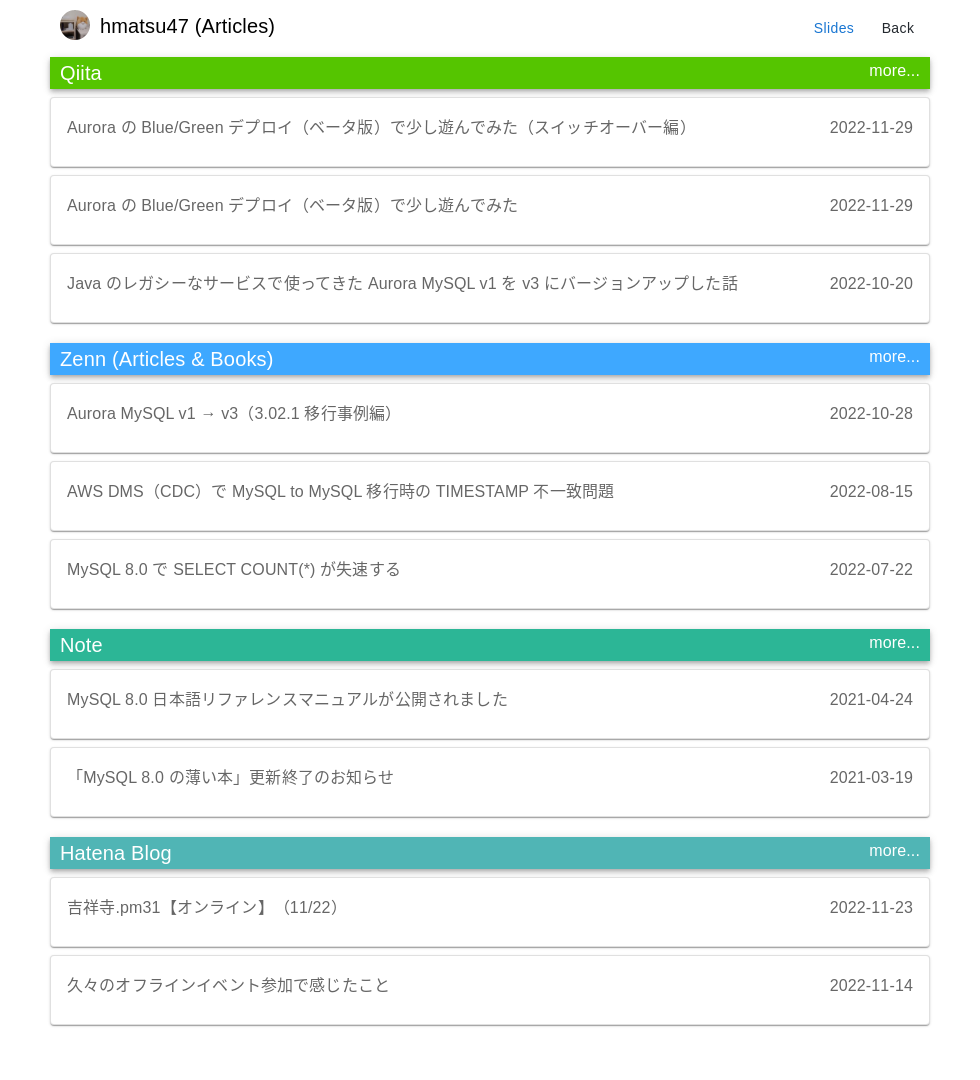 hmatsu47 (Articles)
Slides
Back
Qiita
more...
Aurora の Blue/Green デプロイ（ベータ版）で少し遊んでみた（スイッチオーバー編）
2022-11-29
Aurora の Blue/Green デプロイ（ベータ版）で少し遊んでみた
2022-11-29
Java のレガシーなサービスで使ってきた Aurora MySQL v1 を v3 にバージョンアップした話
2022-10-20
Zenn (Articles & Books)
more...
Aurora MySQL v1 → v3（3.02.1 移行事例編）
2022-10-28
AWS DMS（CDC）で MySQL to MySQL 移行時の TIMESTAMP 不一致問題
2022-08-15
MySQL 8.0 で SELECT COUNT(*) が失速する
2022-07-22
Note
more...
MySQL 8.0 日本語リファレンスマニュアルが公開されました
2021-04-24
「MySQL 8.0 の薄い本」更新終了のお知らせ
2021-03-19
Hatena Blog
more...
吉祥寺.pm31【オンライン】（11/22）
2022-11-23
久々のオフラインイベント参加で感じたこと
2022-11-14